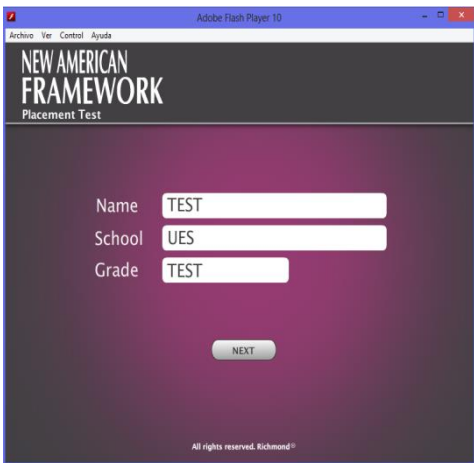 Adobe Flash Player 10
Archivo Ver Control Ayuda
NEW AMERICAN
FRAMEWORK
Placement Test
Name TEST
School UES
Grade TEST
NEXT
All rights reserved. Richmond®